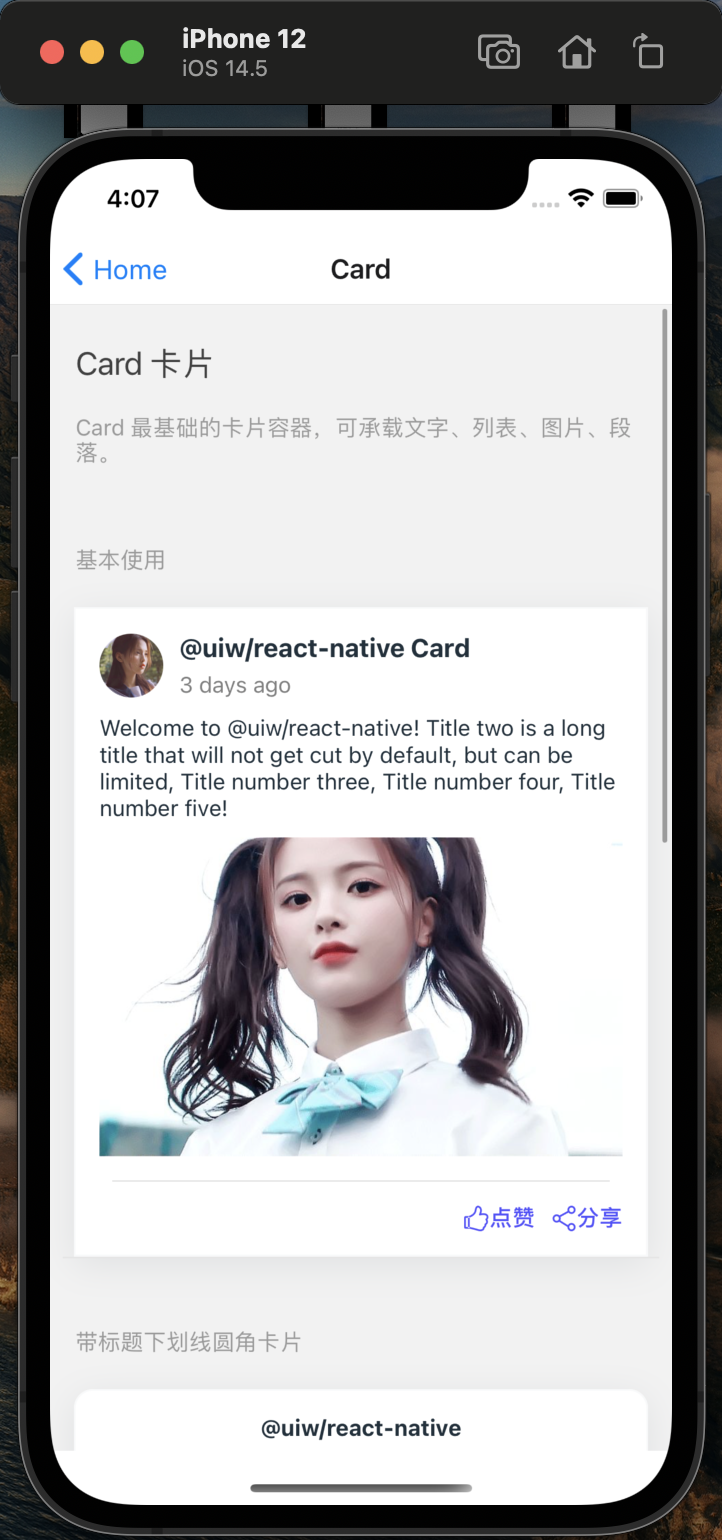 iPhone 12
iOS 14.5
4:07
Home
Card
Card 卡片
Card 最基础的卡片容器，可承载文字、列表、图片、段
落。
基本使用
@uiw/react-native Card
3 days ago
Welcome to @uiw/react-native! Title two is a long
title that will not get cut by default, but can be
limited, Title number three, Title number four, Title
number five!
点赞 分享
带标题下划线圆角卡片
@uiw/react-native